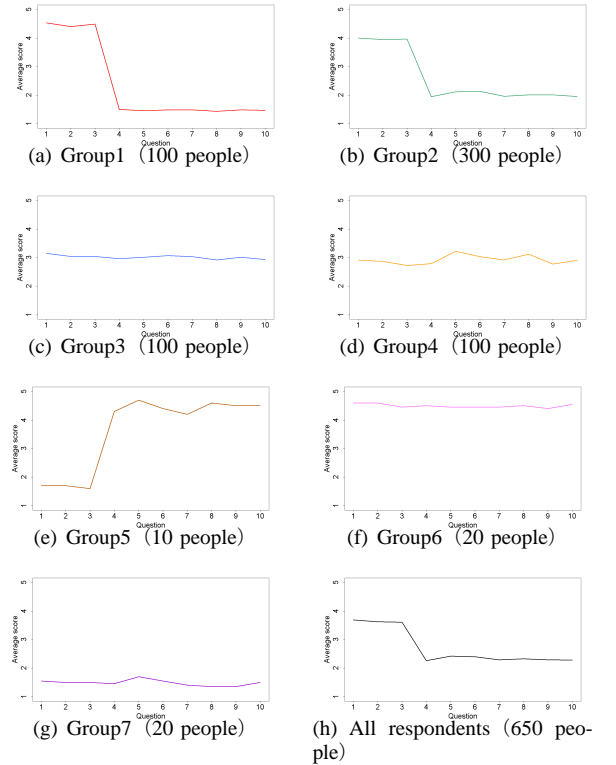 Average score
1 2 3 4 5
1 2 3 4 5 6 7 8 9 10
Question
(a) Group1（100 people）
Average score
1 2 3 4 5
1 2 3 4 5 6 7 8 9 10
Question
(b) Group2（300 people）
Average score
1 2 3 4 5
1 2 3 4 5 6 7 8 9 10
Question
(c) Group3（100 people）
Average score
1 2 3 4 5
1 2 3 4 5 6 7 8 9 10
Question
(d) Group4（100 people）
Average score
1 2 3 4 5
1 2 3 4 5 6 7 8 9 10
Question
(e) Group5（10 people）
Average score
1 2 3 4 5
1 2 3 4 5 6 7 8 9 10
Question
(f) Group6（20 people）
Average score
1 2 3 4 5
1 2 3 4 5 6 7 8 9 10
Question
(g) Group7（20 people）
Average score
1 2 3 4 5
1 2 3 4 5 6 7 8 9 10
Question
(h) All respondents（650 peo-
ple）